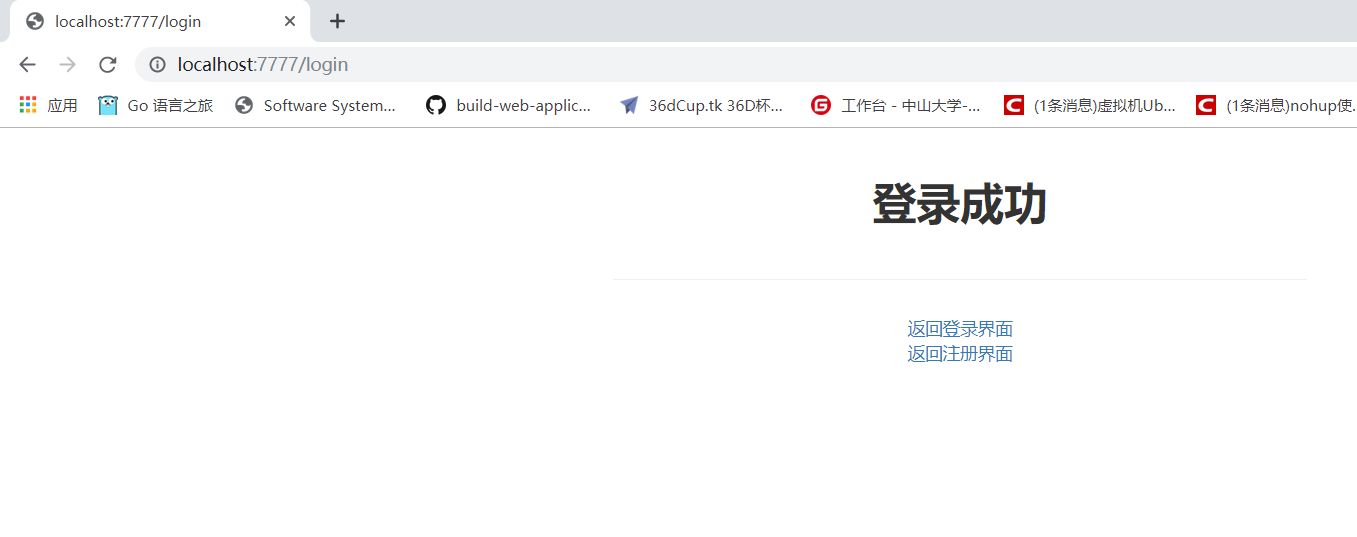 localhost:7777/login
localhost:7777/login
应用 Go 语言之旅 Software System... build-web-applic... 36dCup.tk 36D杯... 工作台 - 中山大学-... (1条消息)虚拟机Ub... (1条消息)nohup使...
登录成功
返回登录界面
返回注册界面